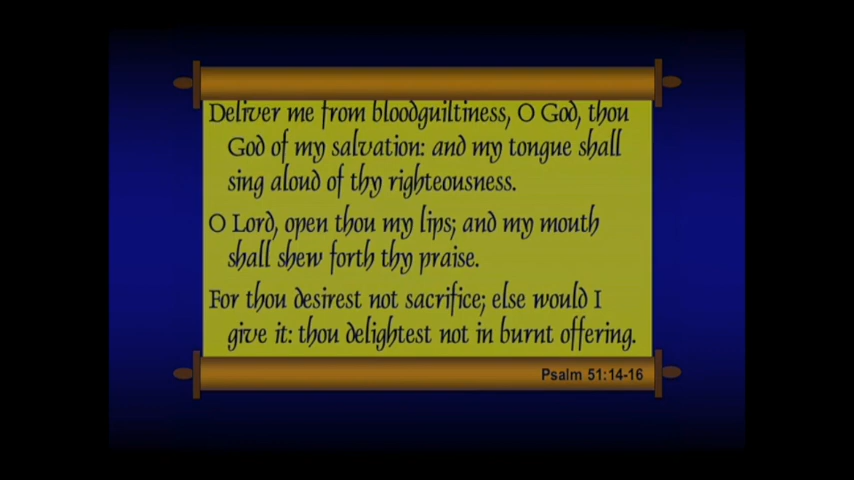 Deliver me from bloodguiltiness, O God, thou
God of my salvation: and my tongue shall
sing aloud of thy righteousness.
O Lord, open thou my lips; and my mouth
shall shew forth thy praise.
For thou desirest not sacrifice; else would I
give it: thou delightest not in burnt offering.
Psalm 51:14-16